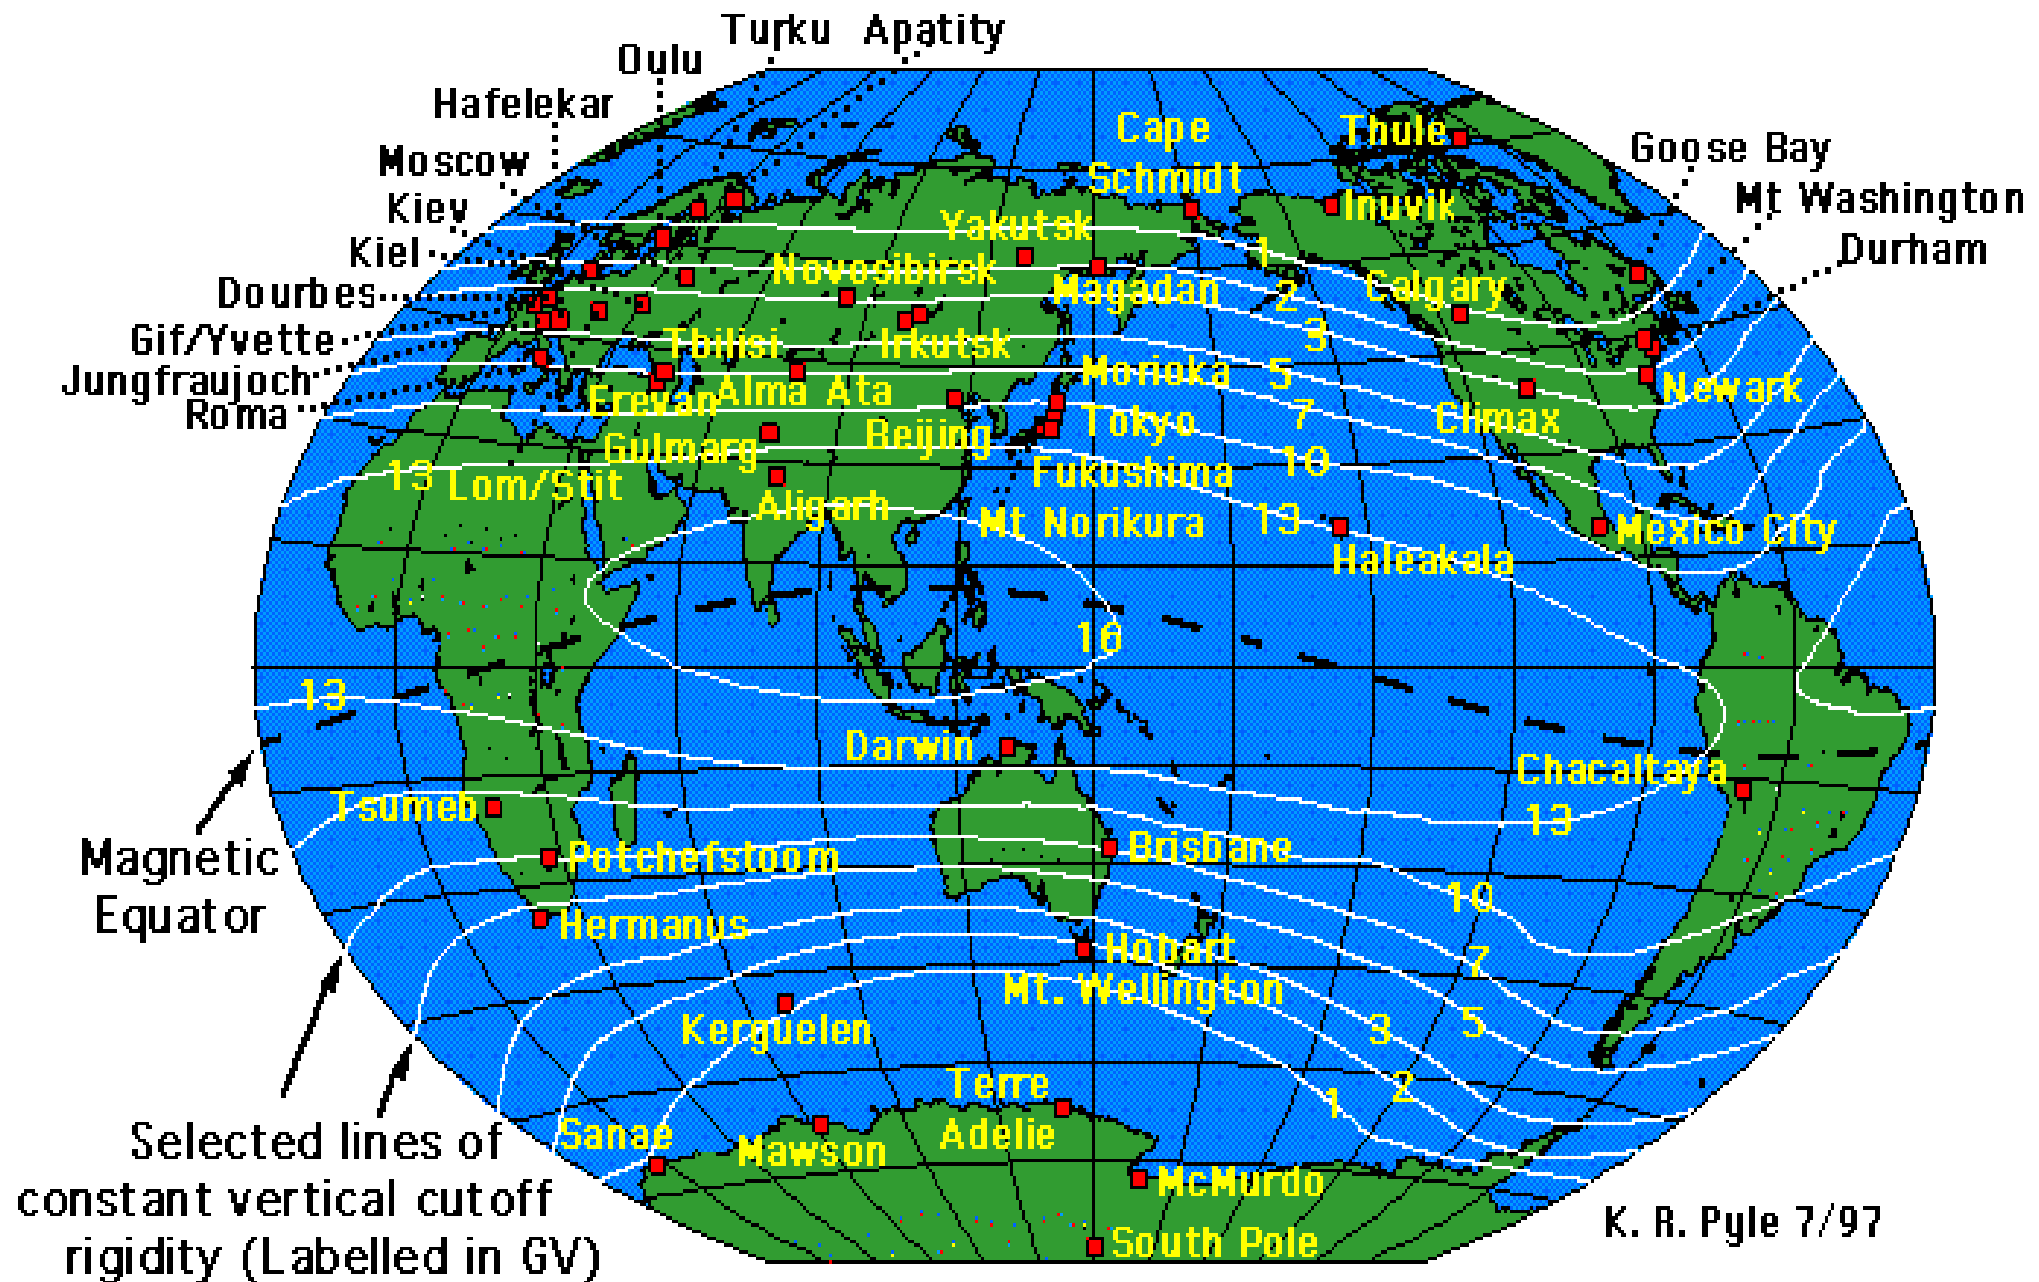 Turku Apatity
Oulu
Hafelekar
Moscow
Kiev
Kiel
Dourbes
Gif/Yvette
Jungfraujoch
Roma
Cape
Schmidt
Thule
Inuvik
Goose Bay
Mt Washington
Durham
Yakutsk
Novosibirsk
Magadan
Calgary
1
2
3
5
7
10
13
Tbilisi
Irkutsk
Morioka
Erevan
Alma Ata
Newark
Climax
Gulmarg
Beijing
Tokyo
13
Lom/Stit
Fukushima
Aligarh
Mt Norikura
Mexico City
Haleakala
16
13
Darwin
Chacaltaya
Tsumeb
13
Magnetic
Equator
Potchefstoom
Brisbane
10
Hermanus
Hobart
7
Mt. Wellington
Kerguelen
3
5
Terre
Adelie
1
2
Sanae
Mawson
McMurdo
South Pole
Selected lines of
constant vertical cutoff
rigidity (Labelled in GV)
K. R. Pyle 7/97